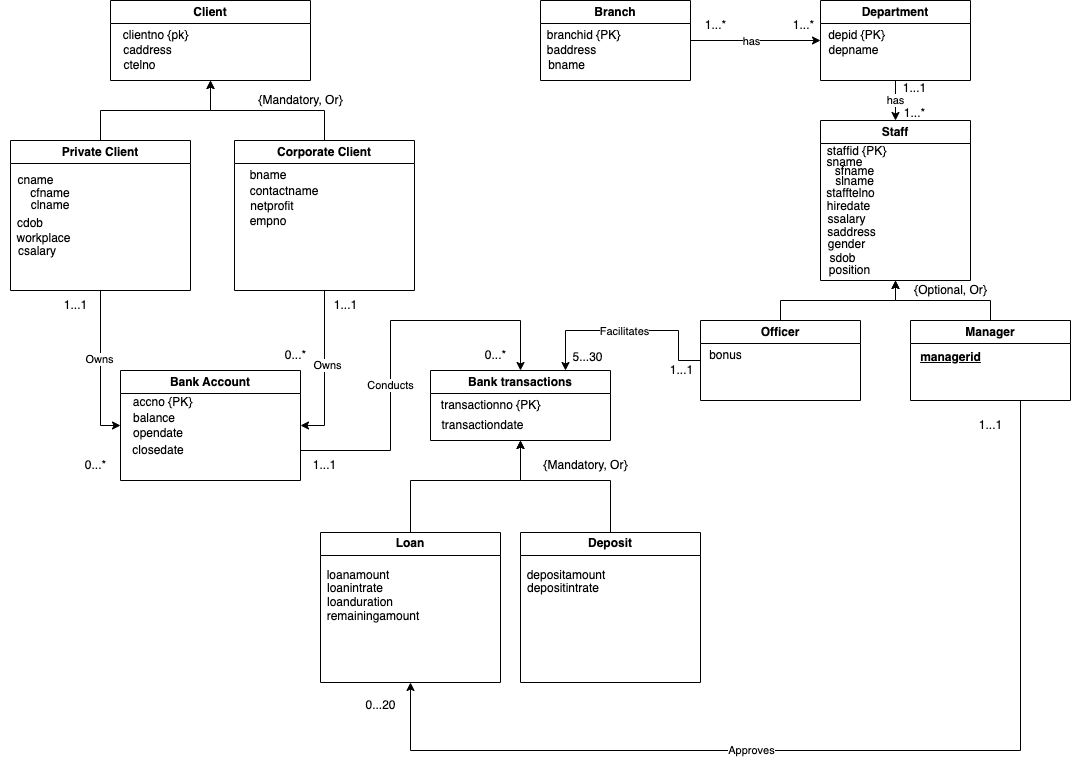 Client
clientno {pk}
caddress
ctelno
Branch
branchid {PK}
baddress
bname
1...*
has
1...*
Department
depid {PK}
depname
1...1
has
1...*
{Mandatory, Or}
Private Client
cname
cfname
clname
cdob
workplace
csalary
Corporate Client
bname
contactname
netprofit
empno
Staff
staffid {PK}
sname
sfname
slname
stafftelno
hiredate
ssalary
saddress
gender
sdob
position
{Optional, Or}
1...1
Owns
0...*
1...1
Owns
0...*
Bank Account
accno {PK}
balance
opendate
closedate
1...1
Conducts
0...*
Bank transactions
transactionno {PK}
transactiondate
5...30
Facilitates
1...1
Officer
bonus
Manager
managerid
1...1
{Mandatory, Or}
Loan
loanamount
loanintrate
loanduration
remainingamount
Deposit
depositamount
depositintrate
0...20
Approves